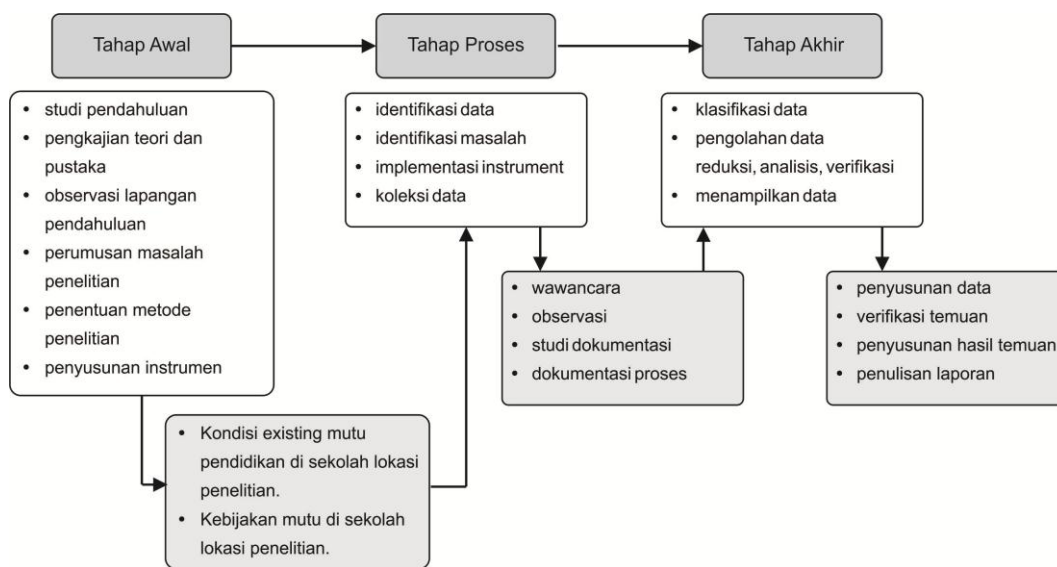 Tahap Awal
Tahap Proses
Tahap Akhir
• studi pendahuluan
• pengkajian teori dan
pustaka
• observasi lapangan
pendahuluan
• perumusan masalah
penelitian
• penentuan metode
penelitian
• penyusunan instrumen
• identifikasi data
• identifikasi masalah
• implementasi instrument
• koleksi data
• klasifikasi data
• pengolahan data
reduksi, analisis, verifikasi
• menampilkan data
• wawancara
• observasi
• studi dokumentasi
• dokumentasi proses
• penyusunan data
• verifikasi temuan
• penyusunan hasil temuan
• penulisan laporan
• Kondisi existing mutu
pendidikan di sekolah lokasi
penelitian.
• Kebijakan mutu di sekolah
lokasi penelitian.